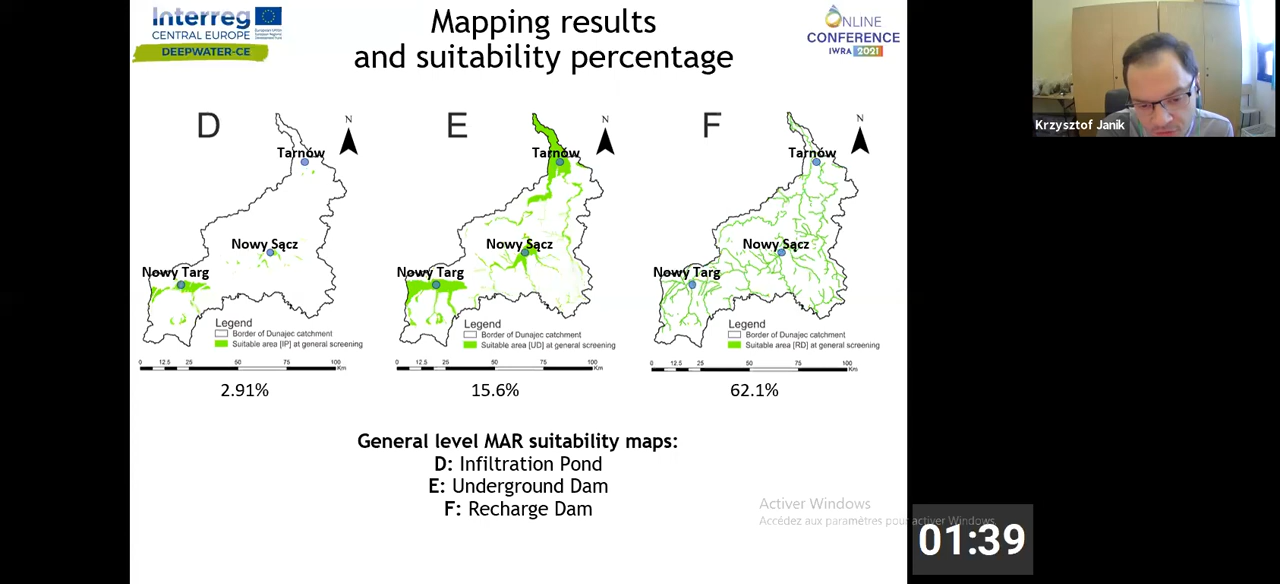 Interreg
CENTRAL EUROPE
DEEPWATER-CE
Mapping results
and suitability percentage
ONLINE
CONFERENCE
IWRA 2021
Krzysztof Janik
D
N
Tarnów
Nowy Sącz
Nowy Targ
Legend
Border of Dunajec catchment
Suitable area [IP] at general screening
0 12.5 25 50 75 100
Km
2.91%
E
N
Tarnów
Nowy Sącz
Nowy Targ
Legend
Border of Dunajec catchment
Suitable area [UD] at general screening
0 12.5 25 50 75 100
Km
15.6%
F
N
Tarnów
Nowy Sącz
Nowy Targ
Legend
Border of Dunajec catchment
Suitable area [RD] at general screening
0 12.5 25 50 75 100
Km
62.1%
General level MAR suitability maps:
D: Infiltration Pond
E: Underground Dam
F: Recharge Dam
Activer Windows
Accédez aux paramètres pour activer Windows.
01:39